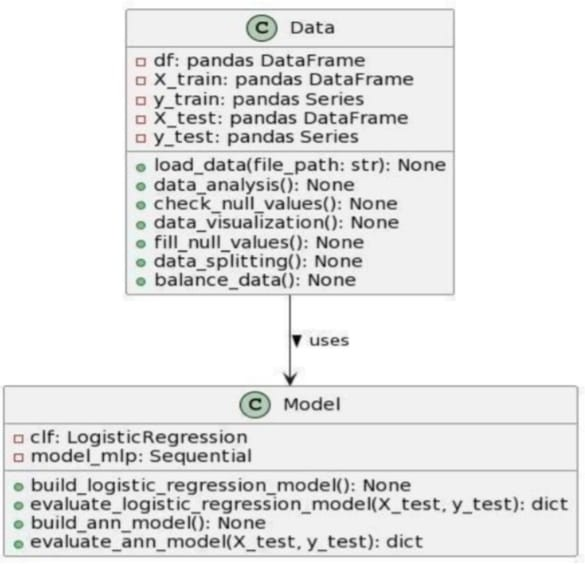 C Data
df: pandas DataFrame
X_train: pandas DataFrame
y_train: pandas Series
X_test: pandas DataFrame
y_test: pandas Series
load_data(file_path: str): None
data_analysis(): None
check_null_values(): None
data_visualization(): None
fill_null_values(): None
data_splitting(): None
balance_data(): None
uses
C Model
clf: LogisticRegression
model_mlp: Sequential
build_logistic_regression_model(): None
evaluate_logistic_regression_model(X_test, y_test): dict
build_ann_model(): None
evaluate_ann_model(X_test, y_test): dict